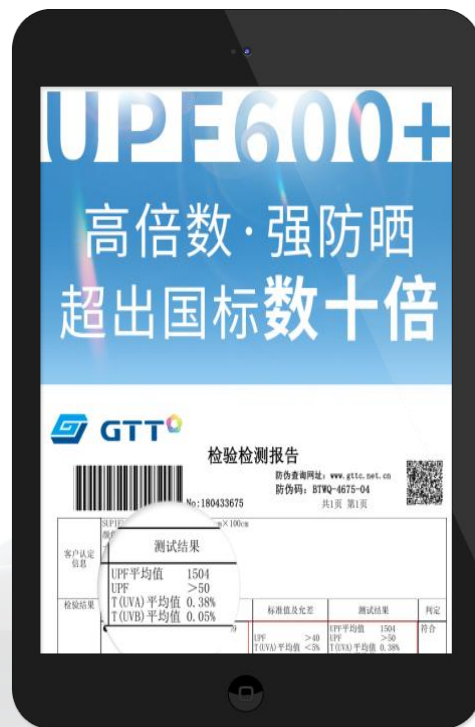 UPF600+
高倍数·强防晒
超出国标数十倍
GTT
检验检测报告
防伪查询网址: www.gttc.net.cn
防伪码: BTWQ-4675-04
No:180433675
共1页 第1页
客户认定
信息
×100cm
测试结果
UPF平均值 1504
UPF >50
T(UVA)平均值 0.38%
T(UVB)平均值 0.05%
检验结果
标准值及允差 测试结果 判定
UPF平均值 1504 符合
UPF >40 UPF >50
T(UVA)平均值 <5% T(UVA)平均值 0.38%